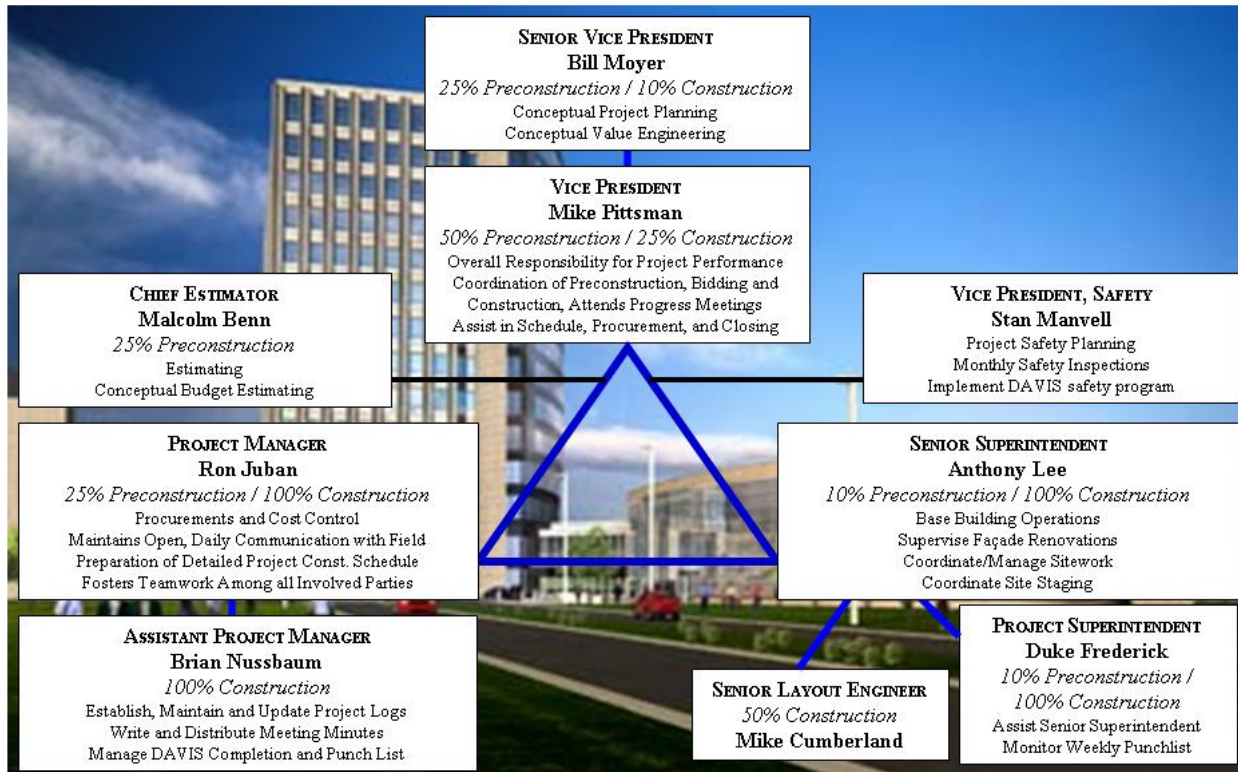 SENIOR VICE PRESIDENT
Bill Moyer
25% Preconstruction / 10% Construction
Conceptual Project Planning
Conceptual Value Engineering
VICE PRESIDENT
Mike Pittsman
50% Preconstruction / 25% Construction
Overall Responsibility for Project Performance
Coordination of Preconstruction, Bidding and
Construction, Attends Progress Meetings
Assist in Schedule, Procurement, and Closing
CHIEF ESTIMATOR
Malcolm Benn
25% Preconstruction
Estimating
Conceptual Budget Estimating
VICE PRESIDENT, SAFETY
Stan Manvell
Project Safety Planning
Monthly Safety Inspections
Implement DAVIS safety program
PROJECT MANAGER
Ron Juban
25% Preconstruction / 100% Construction
Procurements and Cost Control
Maintains Open, Daily Communication with Field
Preparation of Detailed Project Const. Schedule
Fosters Teamwork Among all Involved Parties
SENIOR SUPERINTENDENT
Anthony Lee
10% Preconstruction / 100% Construction
Base Building Operations
Supervise Façade Renovations
Coordinate/Manage Sitework
Coordinate Site Staging
ASSISTANT PROJECT MANAGER
Brian Nussbaum
100% Construction
Establish, Maintain and Update Project Logs
Write and Distribute Meeting Minutes
Manage DAVIS Completion and Punch List
SENIOR LAYOUT ENGINEER
50% Construction
Mike Cumberland
PROJECT SUPERINTENDENT
Duke Frederick
10% Preconstruction /
100% Construction
Assist Senior Superintendent
Monitor Weekly Punchlist